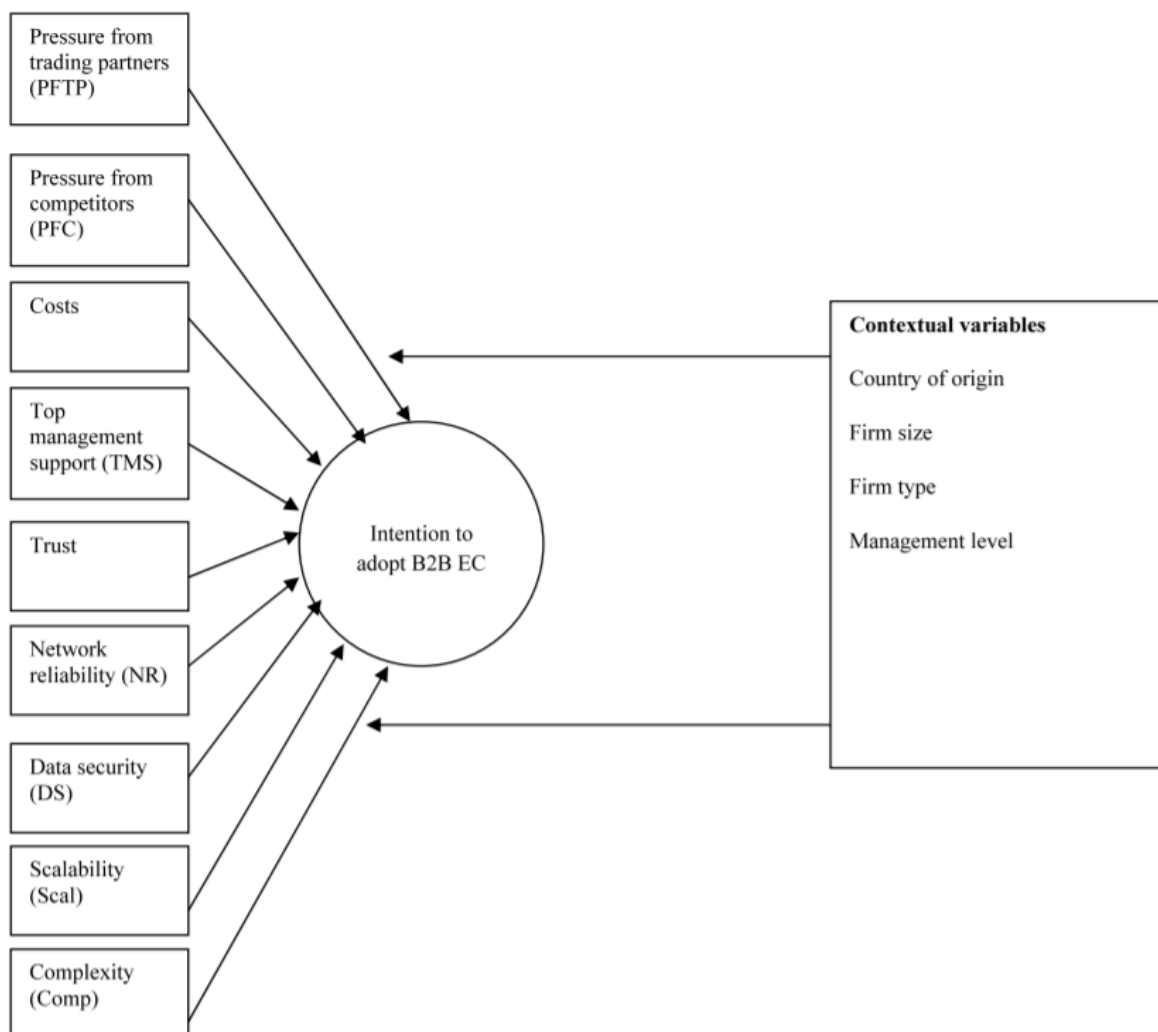 Pressure from
trading partners
(PFTP)
Pressure from
competitors
(PFC)
Costs
Top
management
support (TMS)
Trust
Network
reliability (NR)
Data security
(DS)
Scalability
(Scal)
Complexity
(Comp)
Intention to
adopt B2B EC
Contextual variables
Country of origin
Firm size
Firm type
Management level